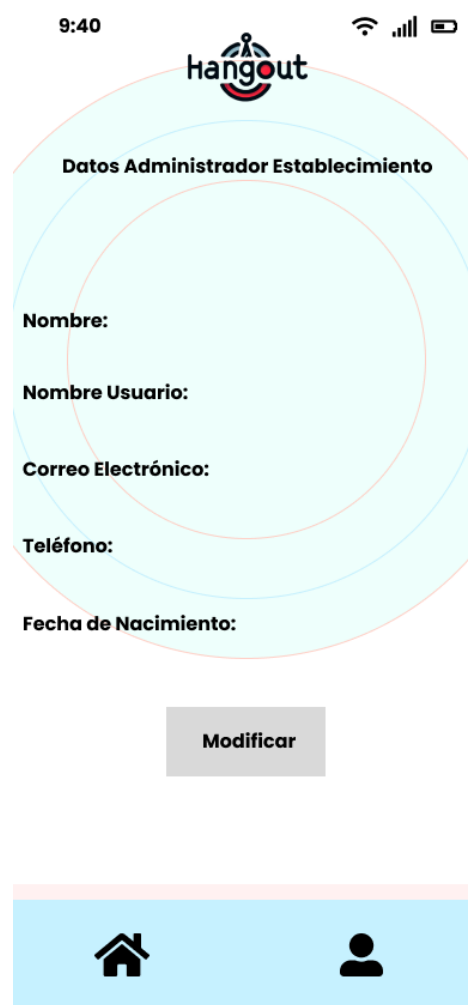 9:40
Hangout
Datos Administrador Establecimiento
Nombre:
Nombre Usuario:
Correo Electrónico:
Teléfono:
Fecha de Nacimiento:
Modificar